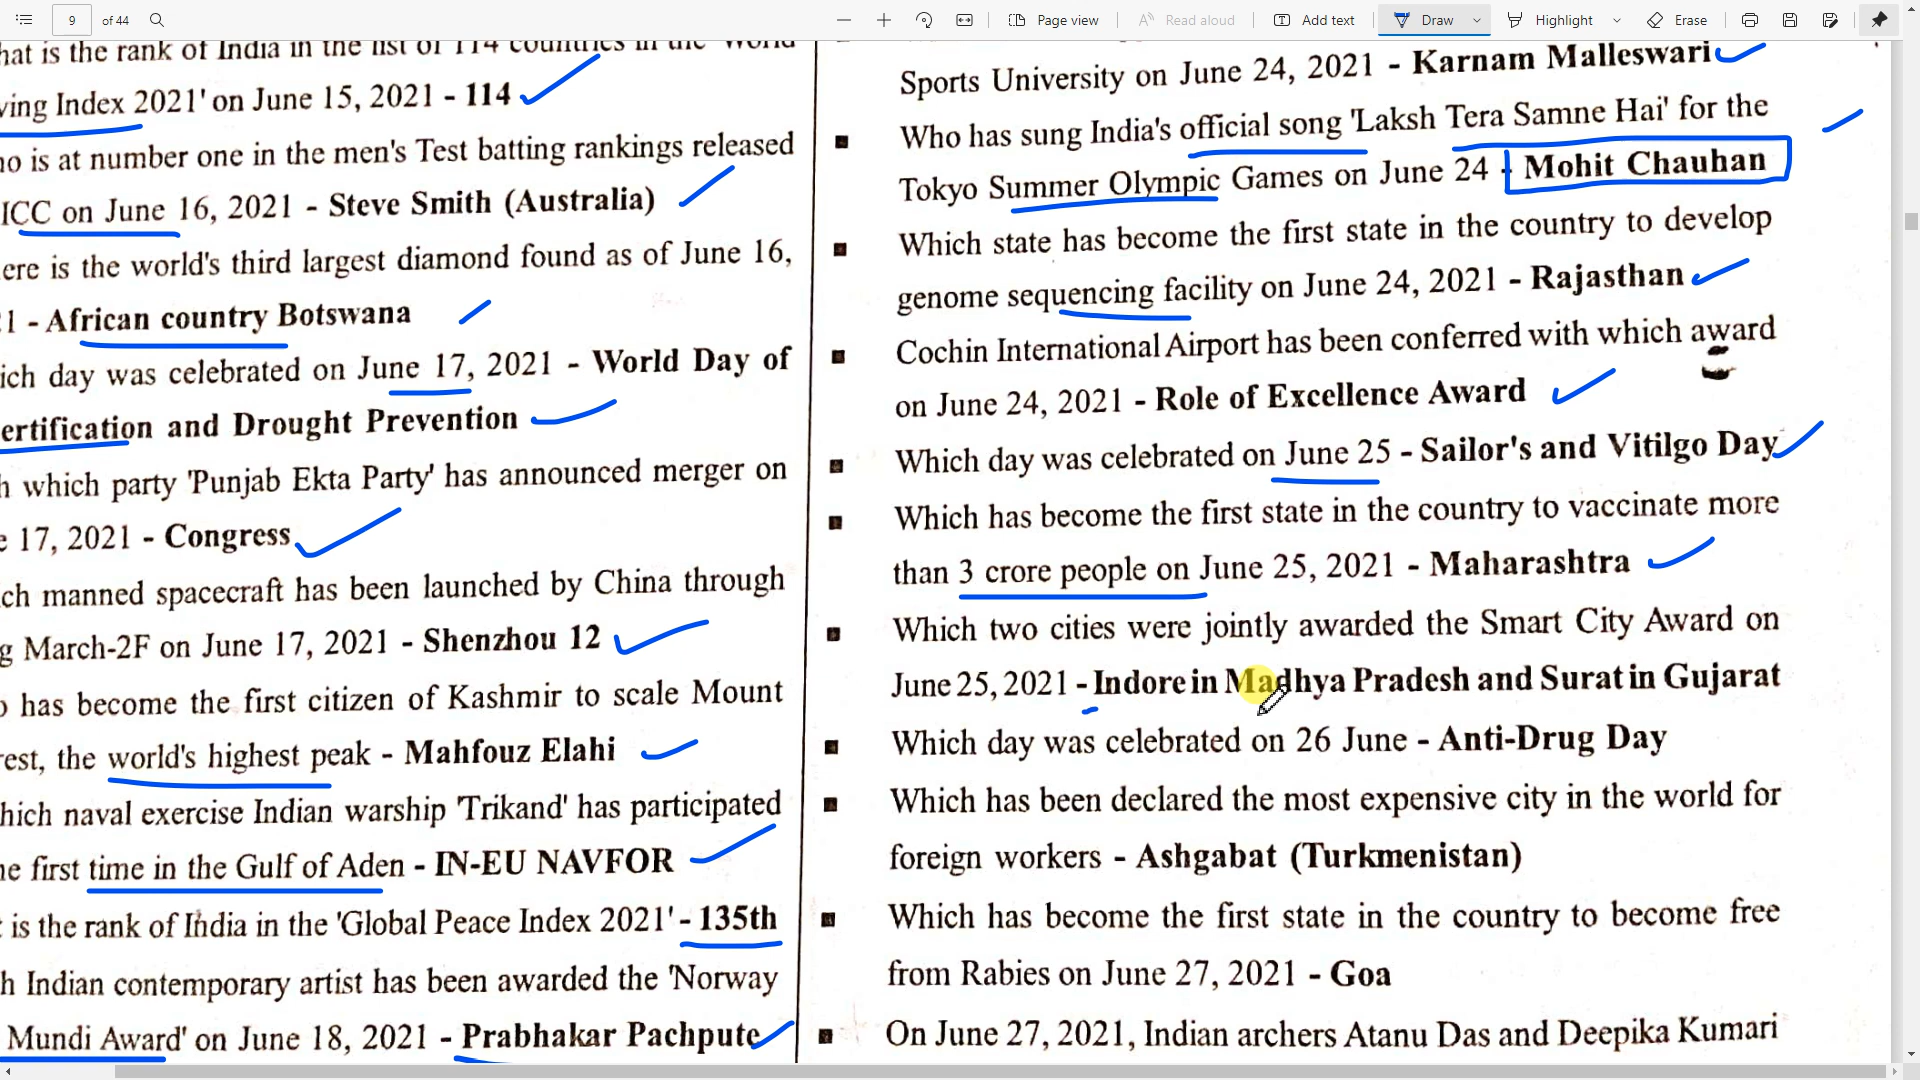 9
of 44
Page view
Read aloud
Add text
Draw
Highlight
Erase
hat is the rank of India in the list of 114 countries in the 'World
ving Index 2021' on June 15, 2021 - 114
no is at number one in the men's Test batting rankings released
ICC on June 16, 2021 - Steve Smith (Australia)
ere is the world's third largest diamond found as of June 16,
1 - African country Botswana
ich day was celebrated on June 17, 2021 - World Day of
ertification and Drought Prevention
h which party 'Punjab Ekta Party' has announced merger on
e 17, 2021 - Congress
ch manned spacecraft has been launched by China through
g March-2F on June 17, 2021 - Shenzhou 12
o has become the first citizen of Kashmir to scale Mount
rest, the world's highest peak - Mahfouz Elahi
hich naval exercise Indian warship 'Trikand' has participated
he first time in the Gulf of Aden - IN-EU NAVFOR
t is the rank of India in the 'Global Peace Index 2021' - 135th
h Indian contemporary artist has been awarded the 'Norway
Mundi Award' on June 18, 2021 - Prabhakar Pachpute
Sports University on June 24, 2021 - Karnam Malleswari
Who has sung India's official song 'Laksh Tera Samne Hai' for the
Tokyo Summer Olympic Games on June 24 - Mohit Chauhan
Which state has become the first state in the country to develop
genome sequencing facility on June 24, 2021 - Rajasthan
Cochin International Airport has been conferred with which award
on June 24, 2021 - Role of Excellence Award
Which day was celebrated on June 25 - Sailor's and Vitilgo Day
Which has become the first state in the country to vaccinate more
than 3 crore people on June 25, 2021 - Maharashtra
Which two cities were jointly awarded the Smart City Award on
June 25, 2021 - Indore in Madhya Pradesh and Surat in Gujarat
Which day was celebrated on 26 June - Anti-Drug Day
Which has been declared the most expensive city in the world for
foreign workers - Ashgabat (Turkmenistan)
Which has become the first state in the country to become free
from Rabies on June 27, 2021 - Goa
On June 27, 2021, Indian archers Atanu Das and Deepika Kumari